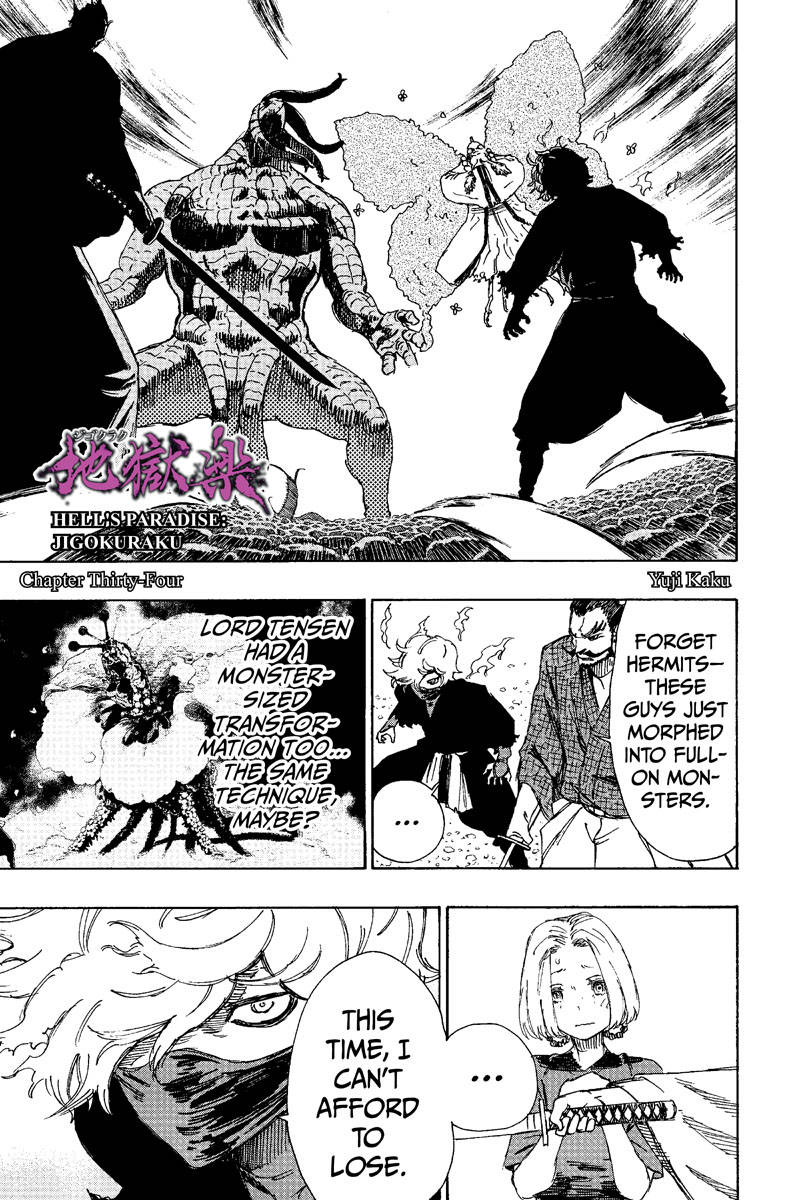 ジゴクラク
地獄楽
HELL'S PARADISE:
JIGOKURAKU
Chapter Thirty-Four
Yuji Kaku
FORGET
HERMITS—
THESE
GUYS JUST
MORPHED
INTO FULL-
ON MON-
STERS.
...
LORD TENSEN
HAD A
MONSTER-
SIZED
TRANSFOR-
MATION TOO...
THE SAME
TECHNIQUE,
MAYBE?
...
THIS
TIME, I
CAN'T
AFFORD
TO
LOSE.